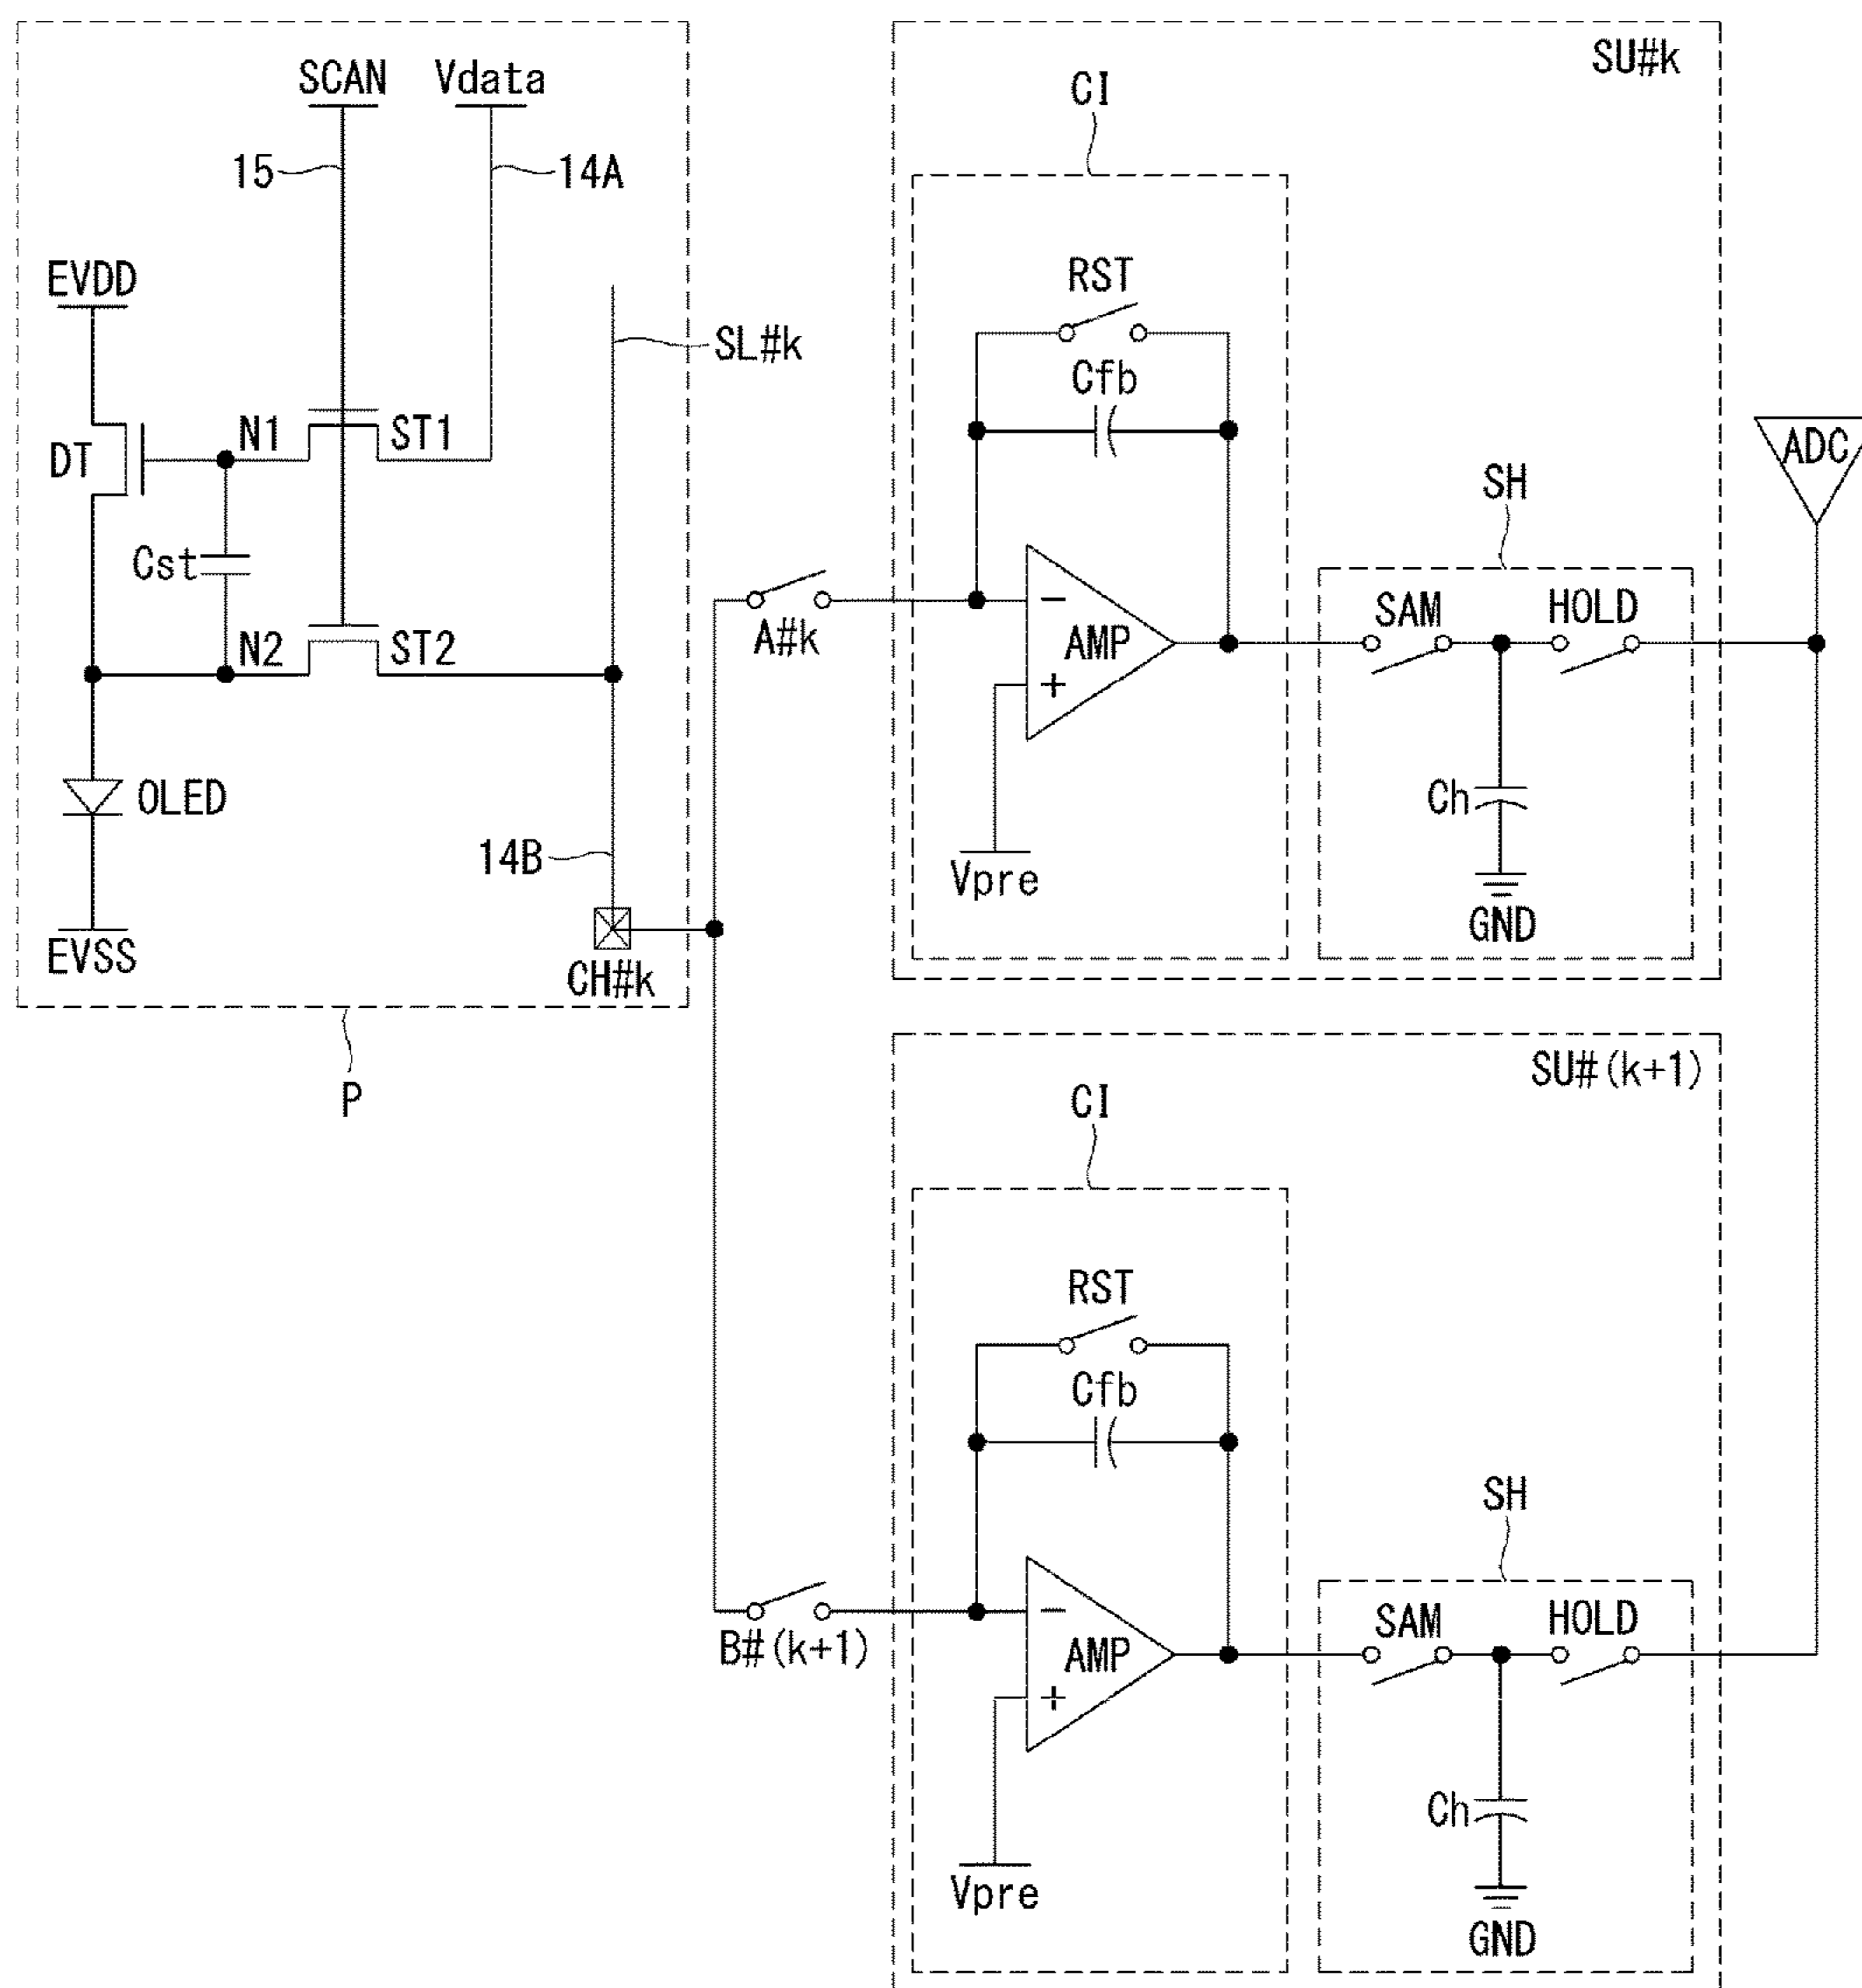 SU#k
SCAN
Vdata
CI
15
14A
EVDD
RST
SL#k
Cfb
N1
ST1
DT
ADC
SH
Cst
SAM
HOLD
A#k
AMP
−
+
N2
ST2
OLED
Ch
14B
Vpre
GND
EVSS
CH#k
P
SU#(k+1)
CI
RST
Cfb
SH
B#(k+1)
SAM
HOLD
AMP
−
+
Ch
Vpre
GND